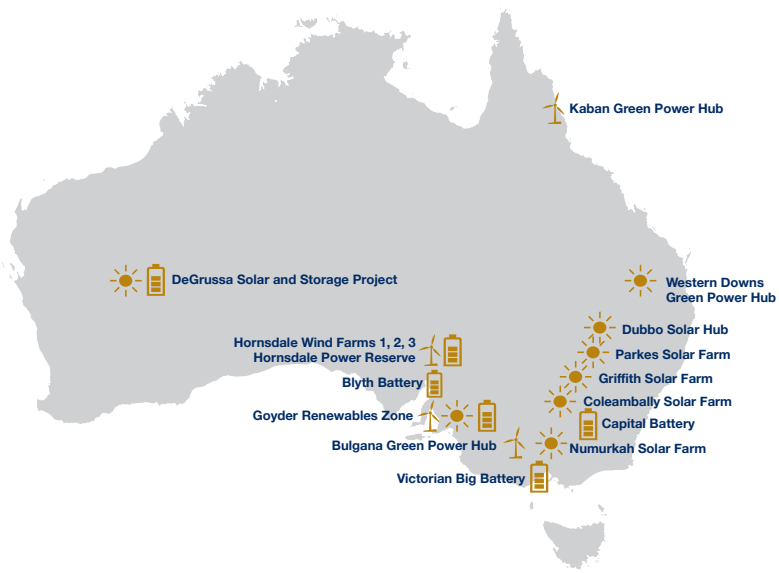 Kaban Green Power Hub
DeGrussa Solar and Storage Project
Western Downs
Green Power Hub
Dubbo Solar Hub
Hornsdale Wind Farms 1, 2, 3
Hornsdale Power Reserve
Parkes Solar Farm
Griffith Solar Farm
Blyth Battery
Coleambally Solar Farm
Goyder Renewables Zone
Capital Battery
Bulgana Green Power Hub
Numurkah Solar Farm
Victorian Big Battery